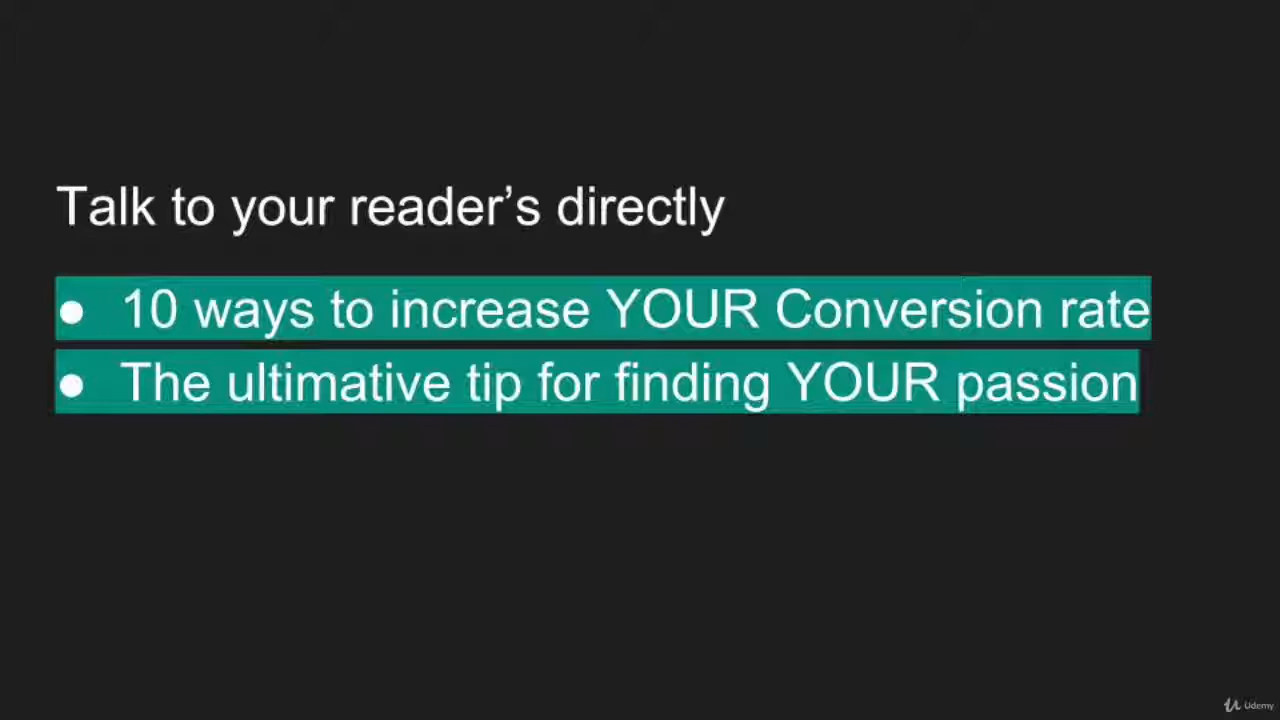 Talk to your reader’s directly
● 10 ways to increase YOUR Conversion rate
● The ultimative tip for finding YOUR passion
Udemy